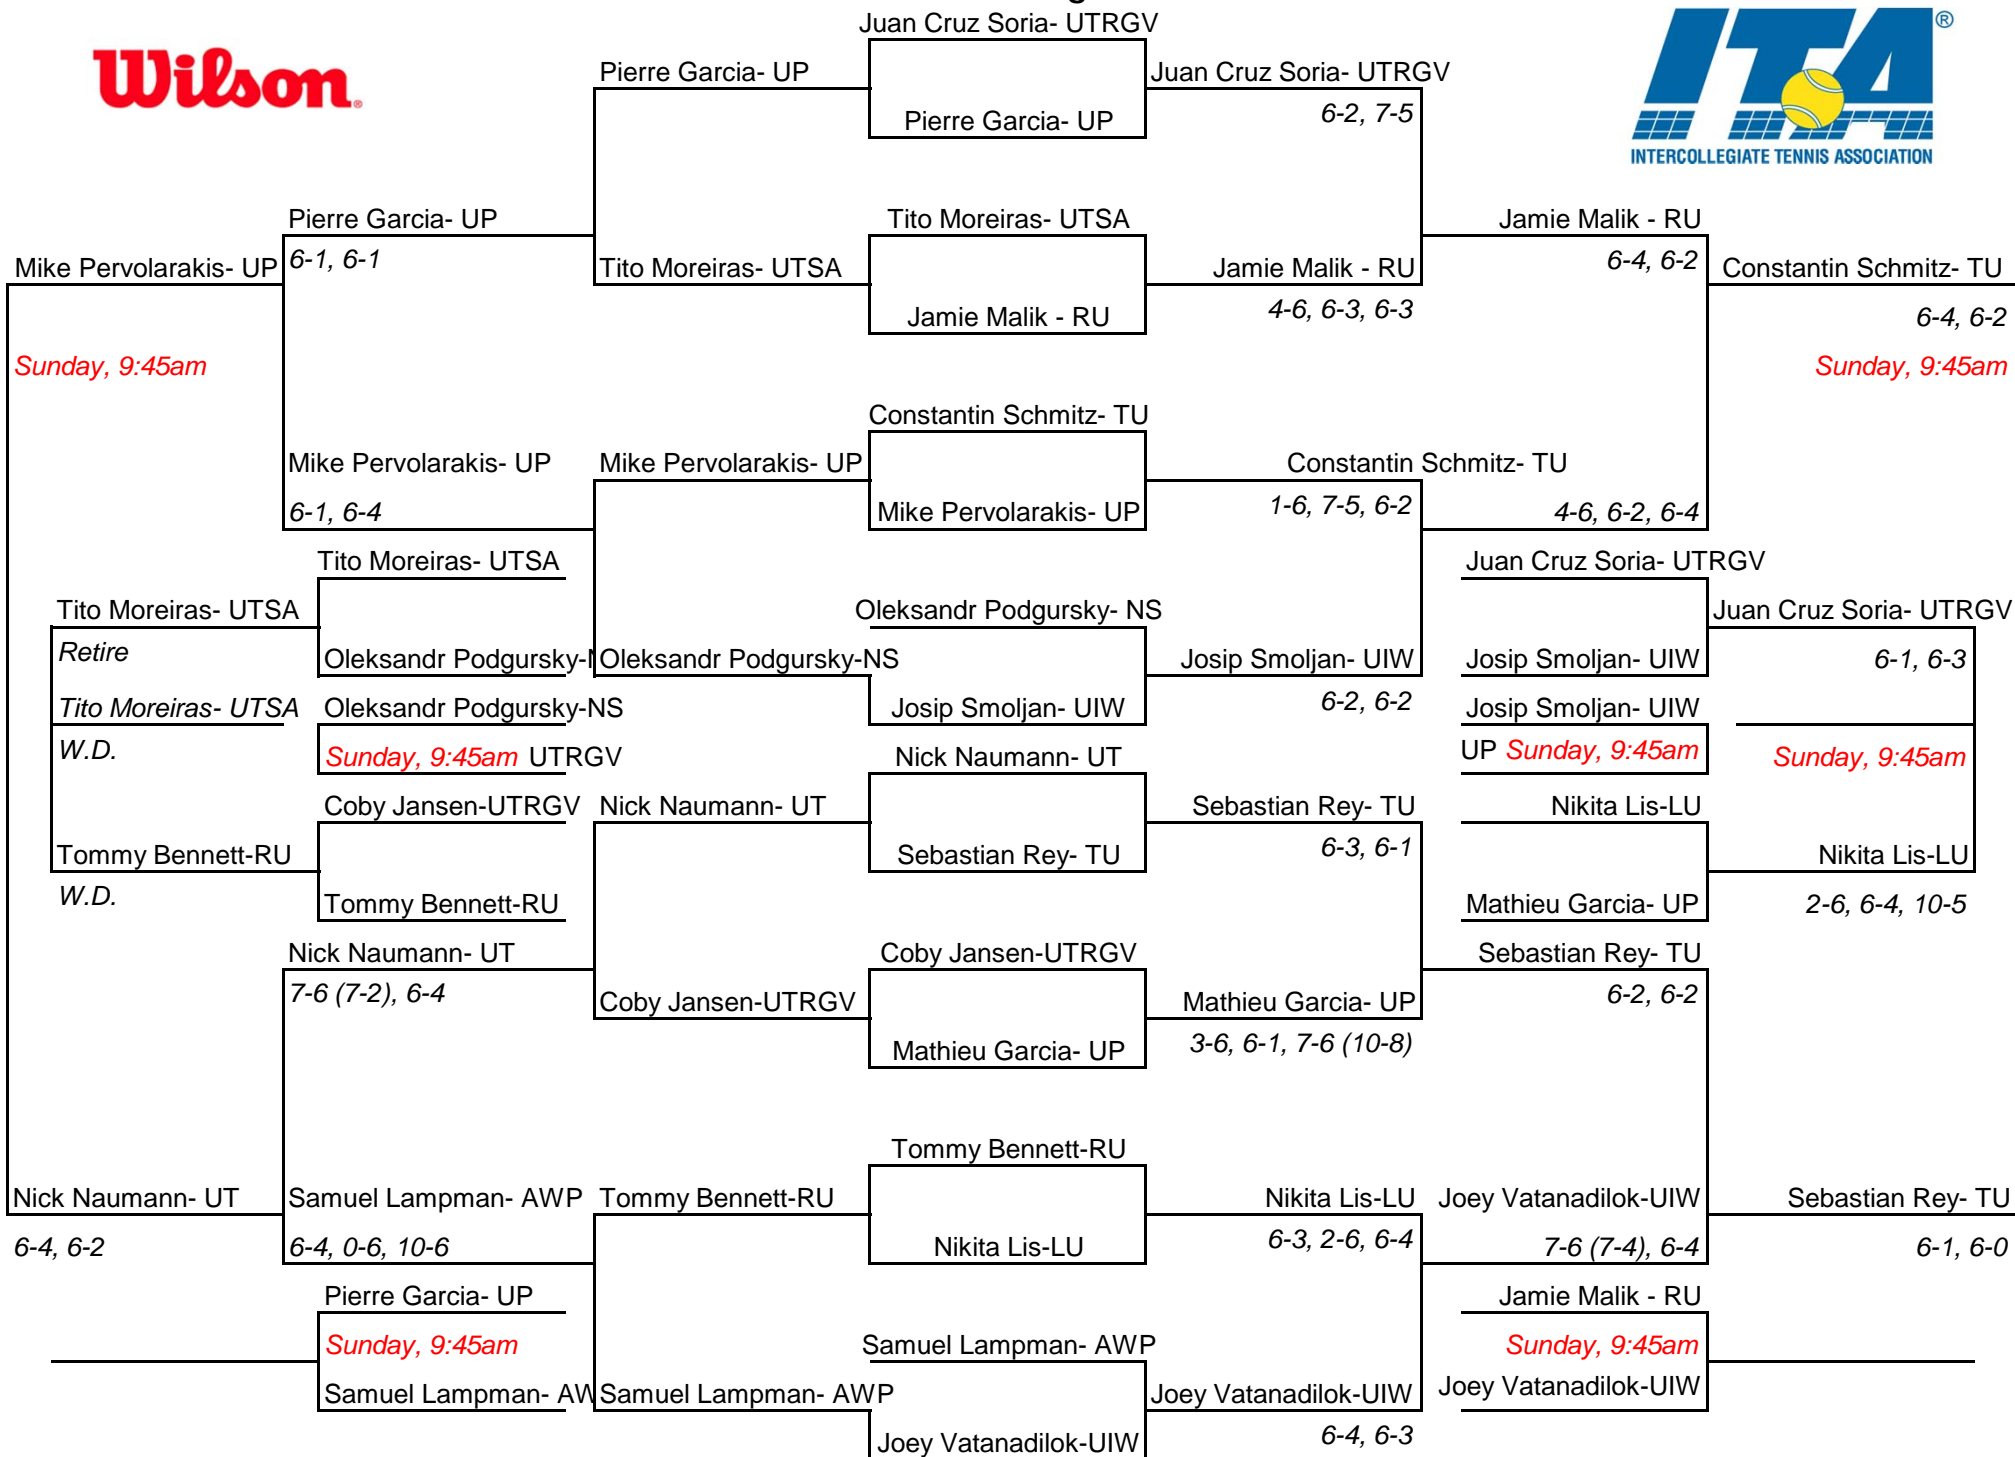 Juan Cruz Soria- UTRGV
Wilson.
Pierre Garcia- UP
Juan Cruz Soria- UTRGV
®
6-2, 7-5
Pierre Garcia- UP
ITA
INTERCOLLEGIATE TENNIS ASSOCIATION
Pierre Garcia- UP
Tito Moreiras- UTSA
Jamie Malik - RU
Mike Pervolarakis- UP
6-1, 6-1
Tito Moreiras- UTSA
Jamie Malik - RU
6-4, 6-2
Constantin Schmitz- TU
4-6, 6-3, 6-3
Jamie Malik - RU
6-4, 6-2
Sunday, 9:45am
Sunday, 9:45am
Constantin Schmitz- TU
Mike Pervolarakis- UP
Mike Pervolarakis- UP
Constantin Schmitz- TU
6-1, 6-4
Mike Pervolarakis- UP
1-6, 7-5, 6-2
4-6, 6-2, 6-4
Tito Moreiras- UTSA
Juan Cruz Soria- UTRGV
Tito Moreiras- UTSA
Oleksandr Podgursky- NS
Juan Cruz Soria- UTRGV
Retire
Oleksandr Podgursky-
Oleksandr Podgursky-NS
Josip Smoljan- UIW
Josip Smoljan- UIW
6-1, 6-3
Tito Moreiras- UTSA
Oleksandr Podgursky-NS
Josip Smoljan- UIW
6-2, 6-2
Josip Smoljan- UIW
W.D.
Sunday, 9:45am UTRGV
Nick Naumann- UT
UP Sunday, 9:45am
Sunday, 9:45am
Coby Jansen-UTRGV
Nick Naumann- UT
Sebastian Rey- TU
Nikita Lis-LU
Tommy Bennett-RU
Sebastian Rey- TU
6-3, 6-1
Nikita Lis-LU
W.D.
Tommy Bennett-RU
Mathieu Garcia- UP
2-6, 6-4, 10-5
Nick Naumann- UT
Coby Jansen-UTRGV
Sebastian Rey- TU
7-6 (7-2), 6-4
Coby Jansen-UTRGV
Mathieu Garcia- UP
6-2, 6-2
Mathieu Garcia- UP
3-6, 6-1, 7-6 (10-8)
Tommy Bennett-RU
Nick Naumann- UT
Samuel Lampman- AWP
Tommy Bennett-RU
Nikita Lis-LU
Joey Vatanadilok-UIW
Sebastian Rey- TU
6-4, 6-2
6-4, 0-6, 10-6
Nikita Lis-LU
6-3, 2-6, 6-4
7-6 (7-4), 6-4
6-1, 6-0
Pierre Garcia- UP
Jamie Malik - RU
Sunday, 9:45am
Samuel Lampman- AWP
Sunday, 9:45am
Samuel Lampman- AW
Samuel Lampman- AWP
Joey Vatanadilok-UIW
Joey Vatanadilok-UIW
Joey Vatanadilok-UIW
6-4, 6-3